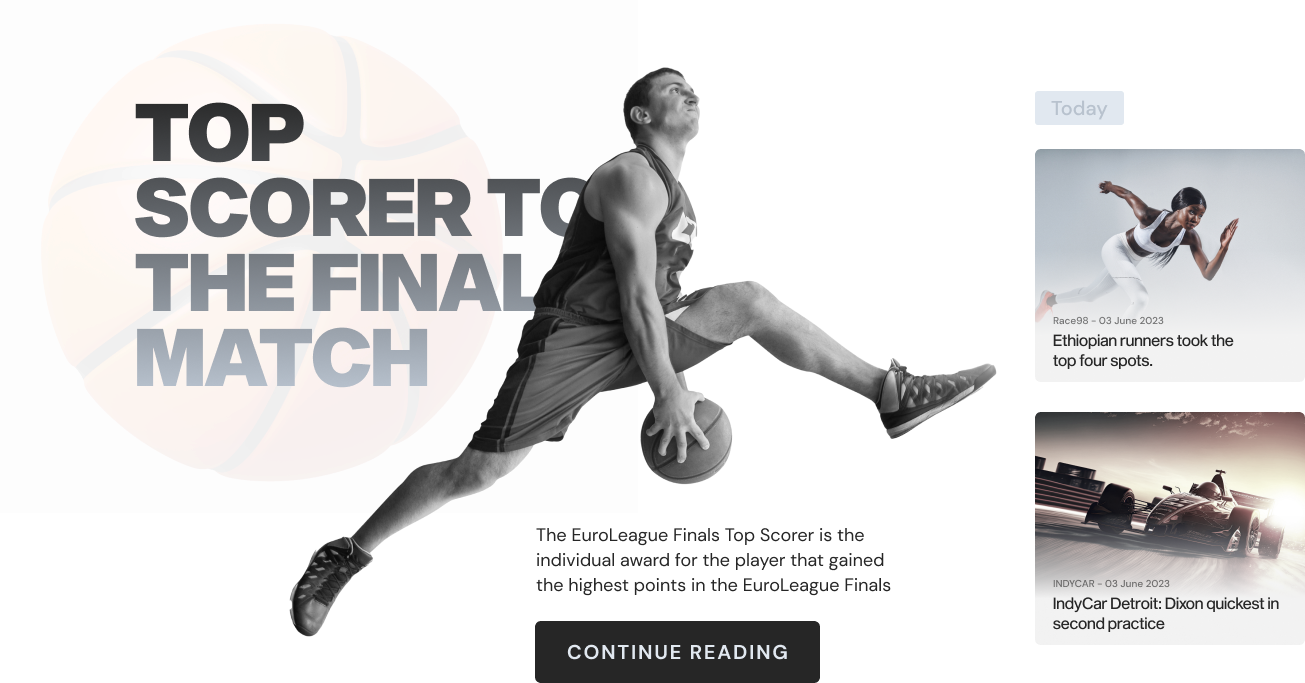 TOP
SCORER TO
THE FINAL
MATCH
The EuroLeague Finals Top Scorer is the
individual award for the player that gained
the highest points in the EuroLeague Finals
CONTINUE READING
Today
Race98 - 03 June 2023
Ethiopian runners took the
top four spots.
INDYCAR - 03 June 2023
IndyCar Detroit: Dixon quickest in
second practice